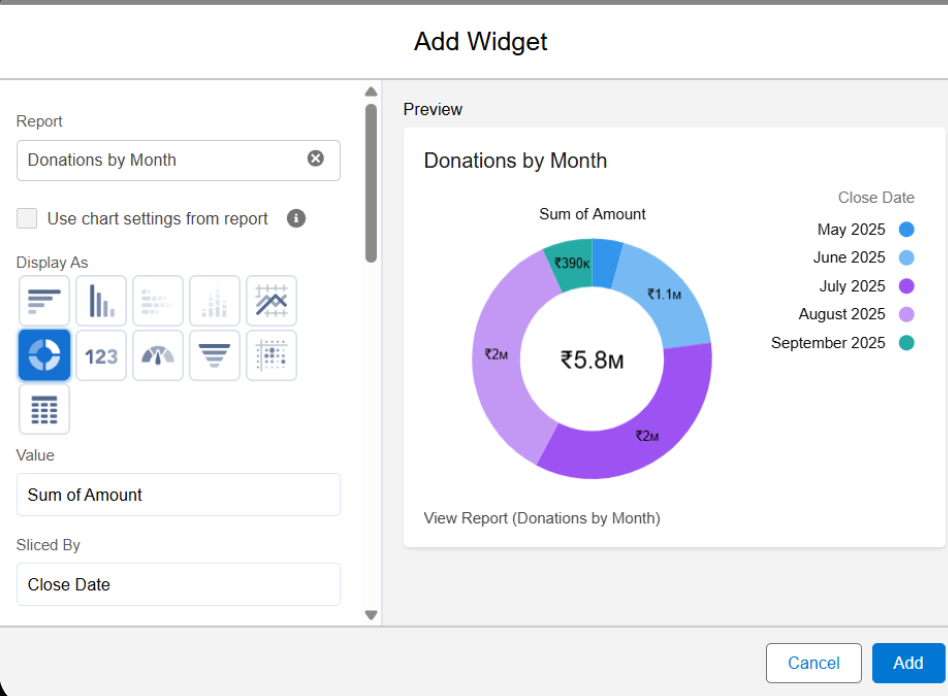 Add Widget
Report
Donations by Month
Use chart settings from report
Display As
123
Value
Sum of Amount
Sliced By
Close Date
Preview
Donations by Month
Close Date
Sum of Amount
May 2025
June 2025
July 2025
August 2025
September 2025
₹390K
₹1.1M
₹2M
₹5.8M
₹2M
View Report (Donations by Month)
Cancel
Add